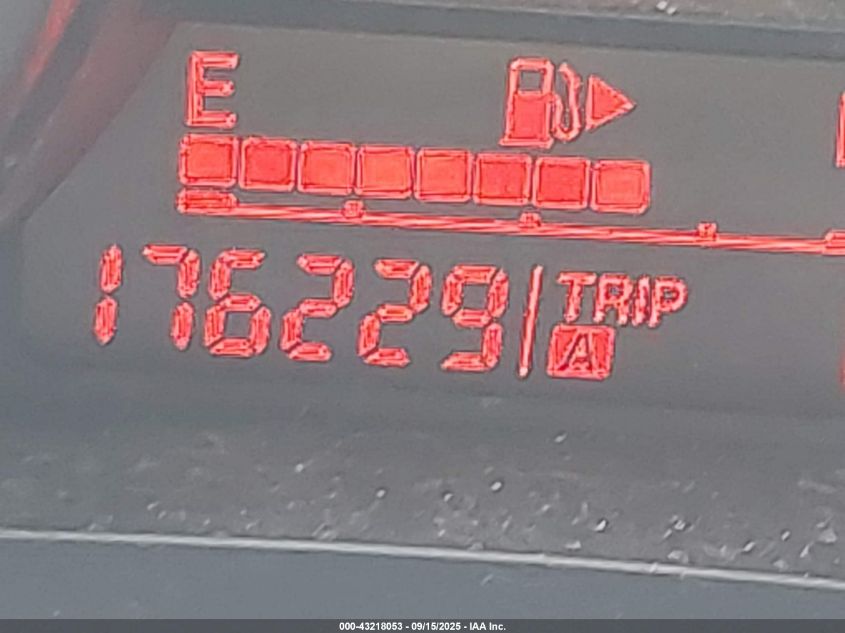 E
176229 TRIP
A
000-43218053 - 09/15/2025 - IAA Inc.